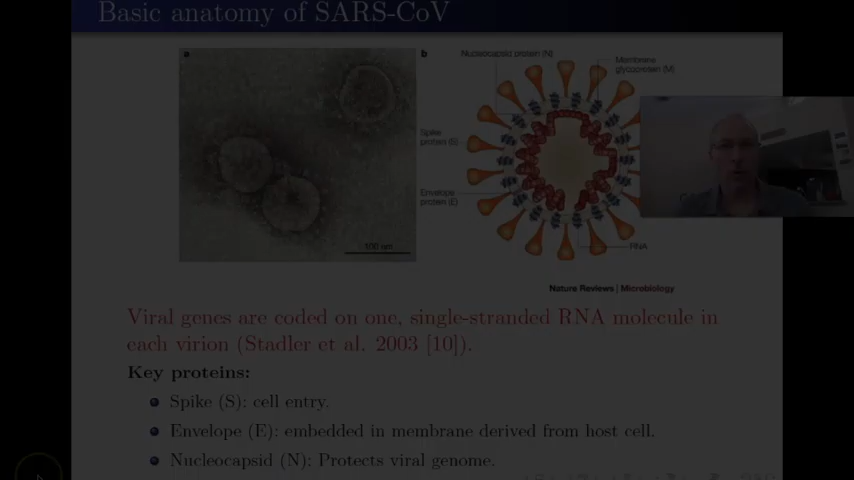 Basic anatomy of SARS-CoV
a
b
Nucleocapsid protein (N)
Membrane
glycoprotein (M)
Spike
protein (S)
Envelope
protein (E)
100 nm
RNA
Nature Reviews | Microbiology
Viral genes are coded on one, single-stranded RNA molecule in
each virion (Stadler et al. 2003 [10]).
Key proteins:
Spike (S): cell entry.
Envelope (E): embedded in membrane derived from host cell.
Nucleocapsid (N): Protects viral genome.